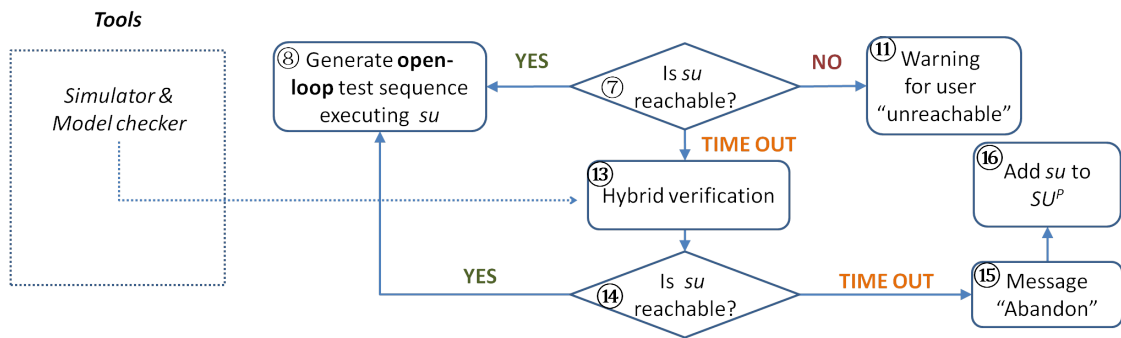 Tools
Simulator &
Model checker
⑧ Generate open-
loop test sequence
executing su
YES
⑦
Is su
reachable?
NO
⑪
Warning
for user
“unreachable”
TIME OUT
⑬
Hybrid verification
⑯
Add su to
SUᴾ
YES
⑭
Is su
reachable?
TIME OUT
⑮
Message
“Abandon”